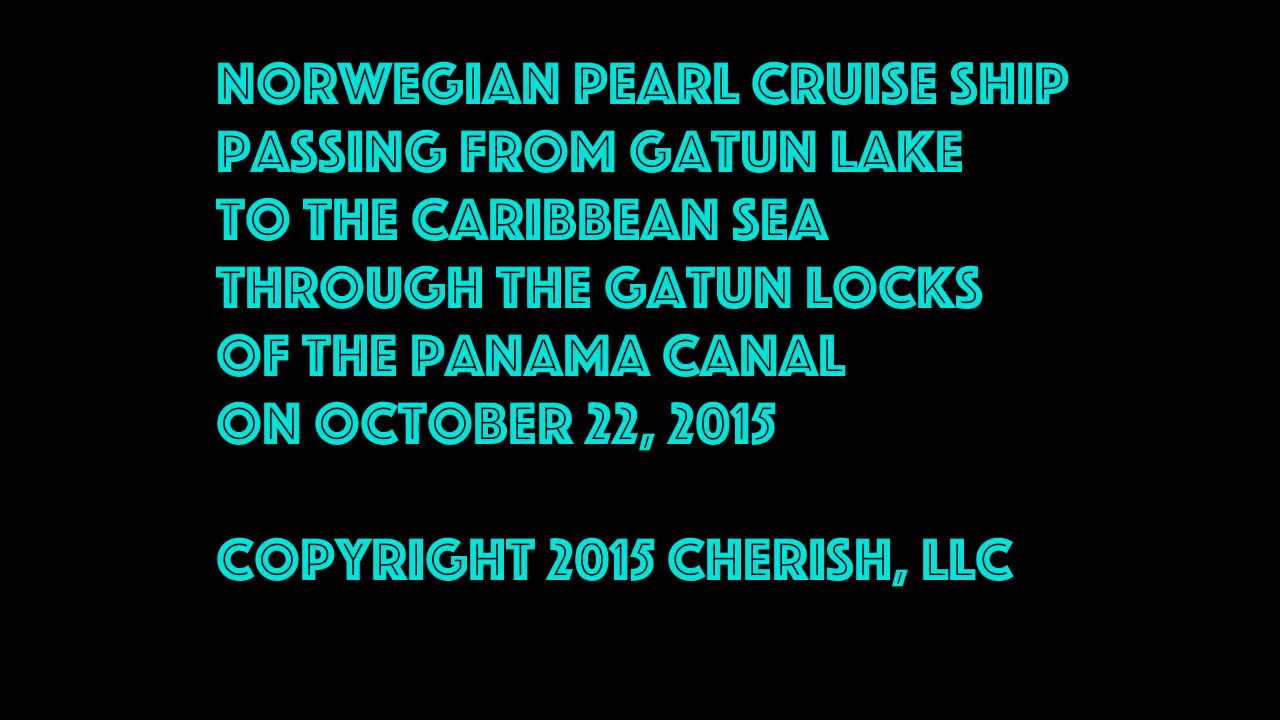 NORWEGIAN PEARL CRUISE SHIP
PASSING FROM GATUN LAKE
TO THE CARIBBEAN SEA
THROUGH THE GATUN LOCKS
OF THE PANAMA CANAL
ON OCTOBER 22, 2015
COPYRIGHT 2015 CHERISH, LLC